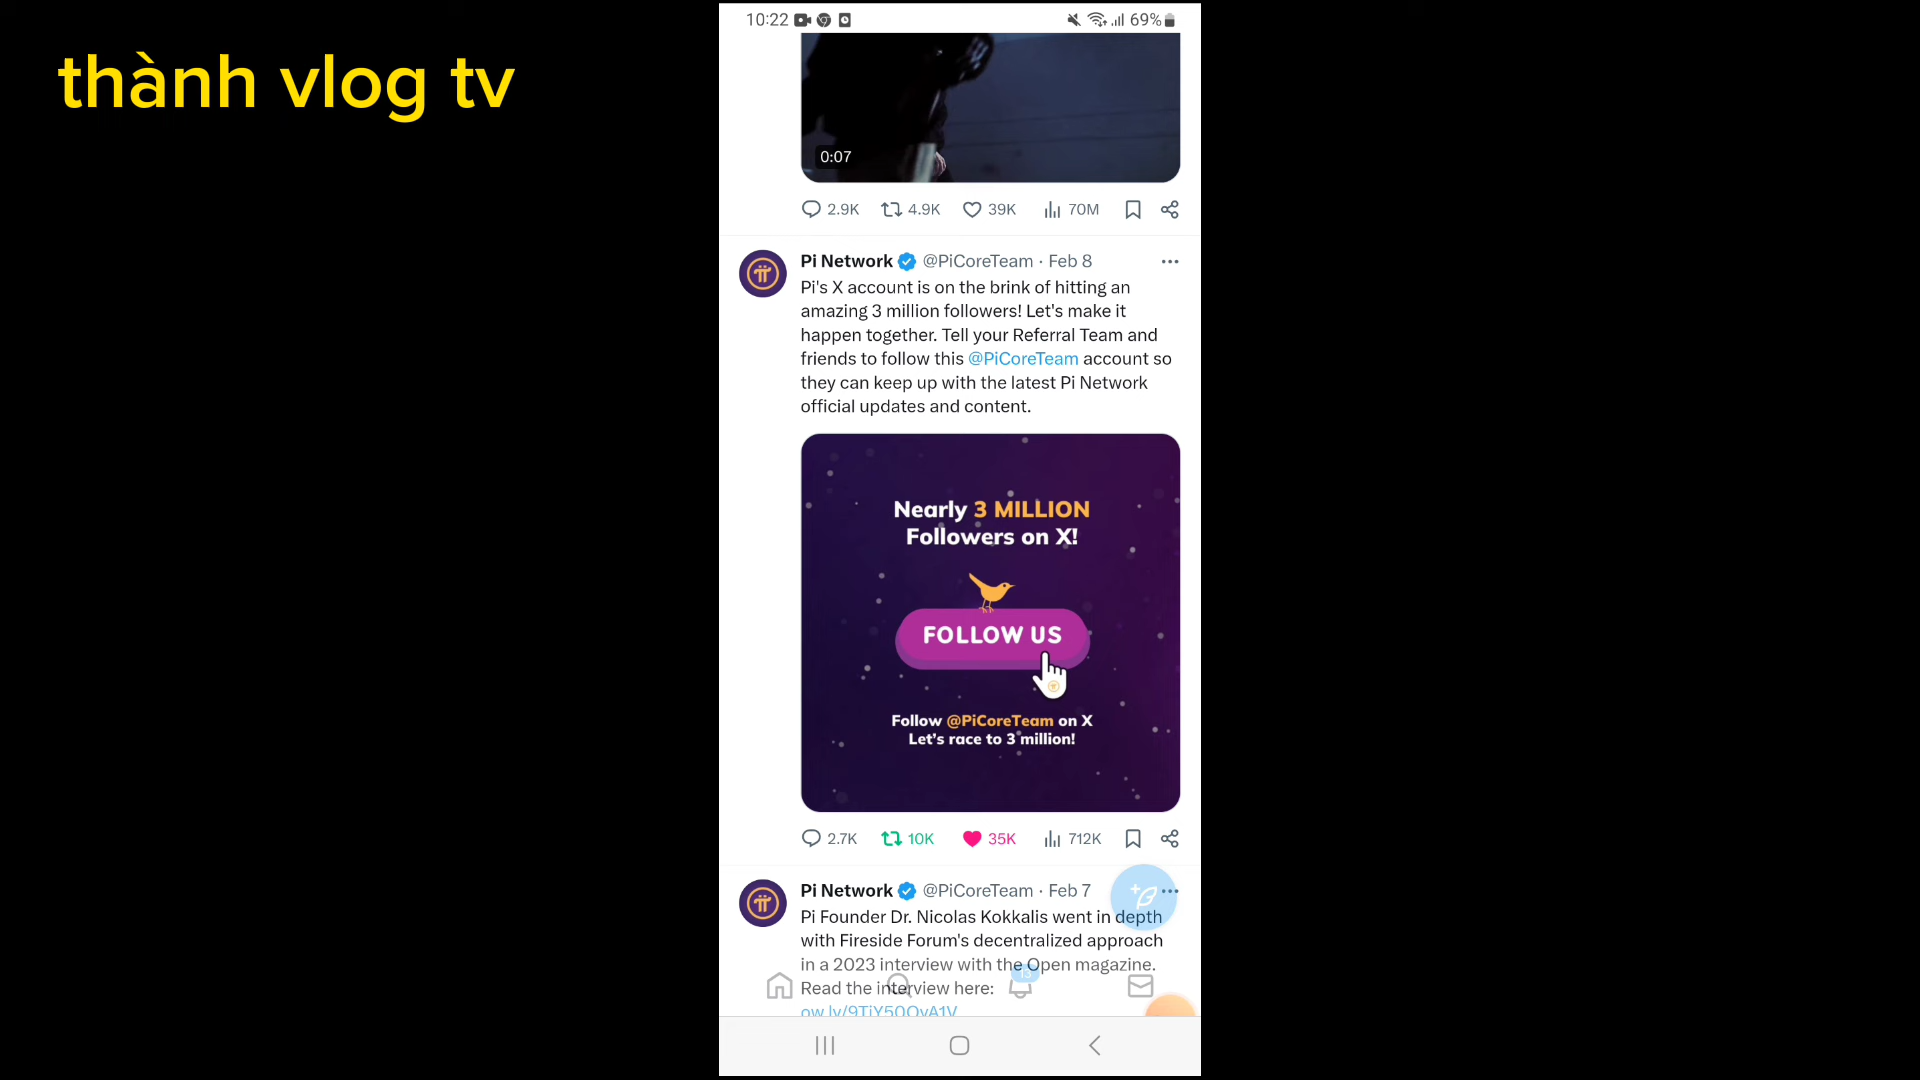 thành vlog tv
10:22
69%
0:07
2.9K 4.9K 39K 70M
Pi Network @PiCoreTeam · Feb 8
Pi's X account is on the brink of hitting an
amazing 3 million followers! Let's make it
happen together. Tell your Referral Team and
friends to follow this @PiCoreTeam account so
they can keep up with the latest Pi Network
official updates and content.
Nearly 3 MILLION
Followers on X!
FOLLOW US
Follow @PiCoreTeam on X
Let's race to 3 million!
2.7K 10K 35K 712K
Pi Network @PiCoreTeam · Feb 7
Pi Founder Dr. Nicolas Kokkalis went in depth
with Fireside Forum's decentralized approach
in a 2023 interview with the Open magazine.
13
Read the interview here: